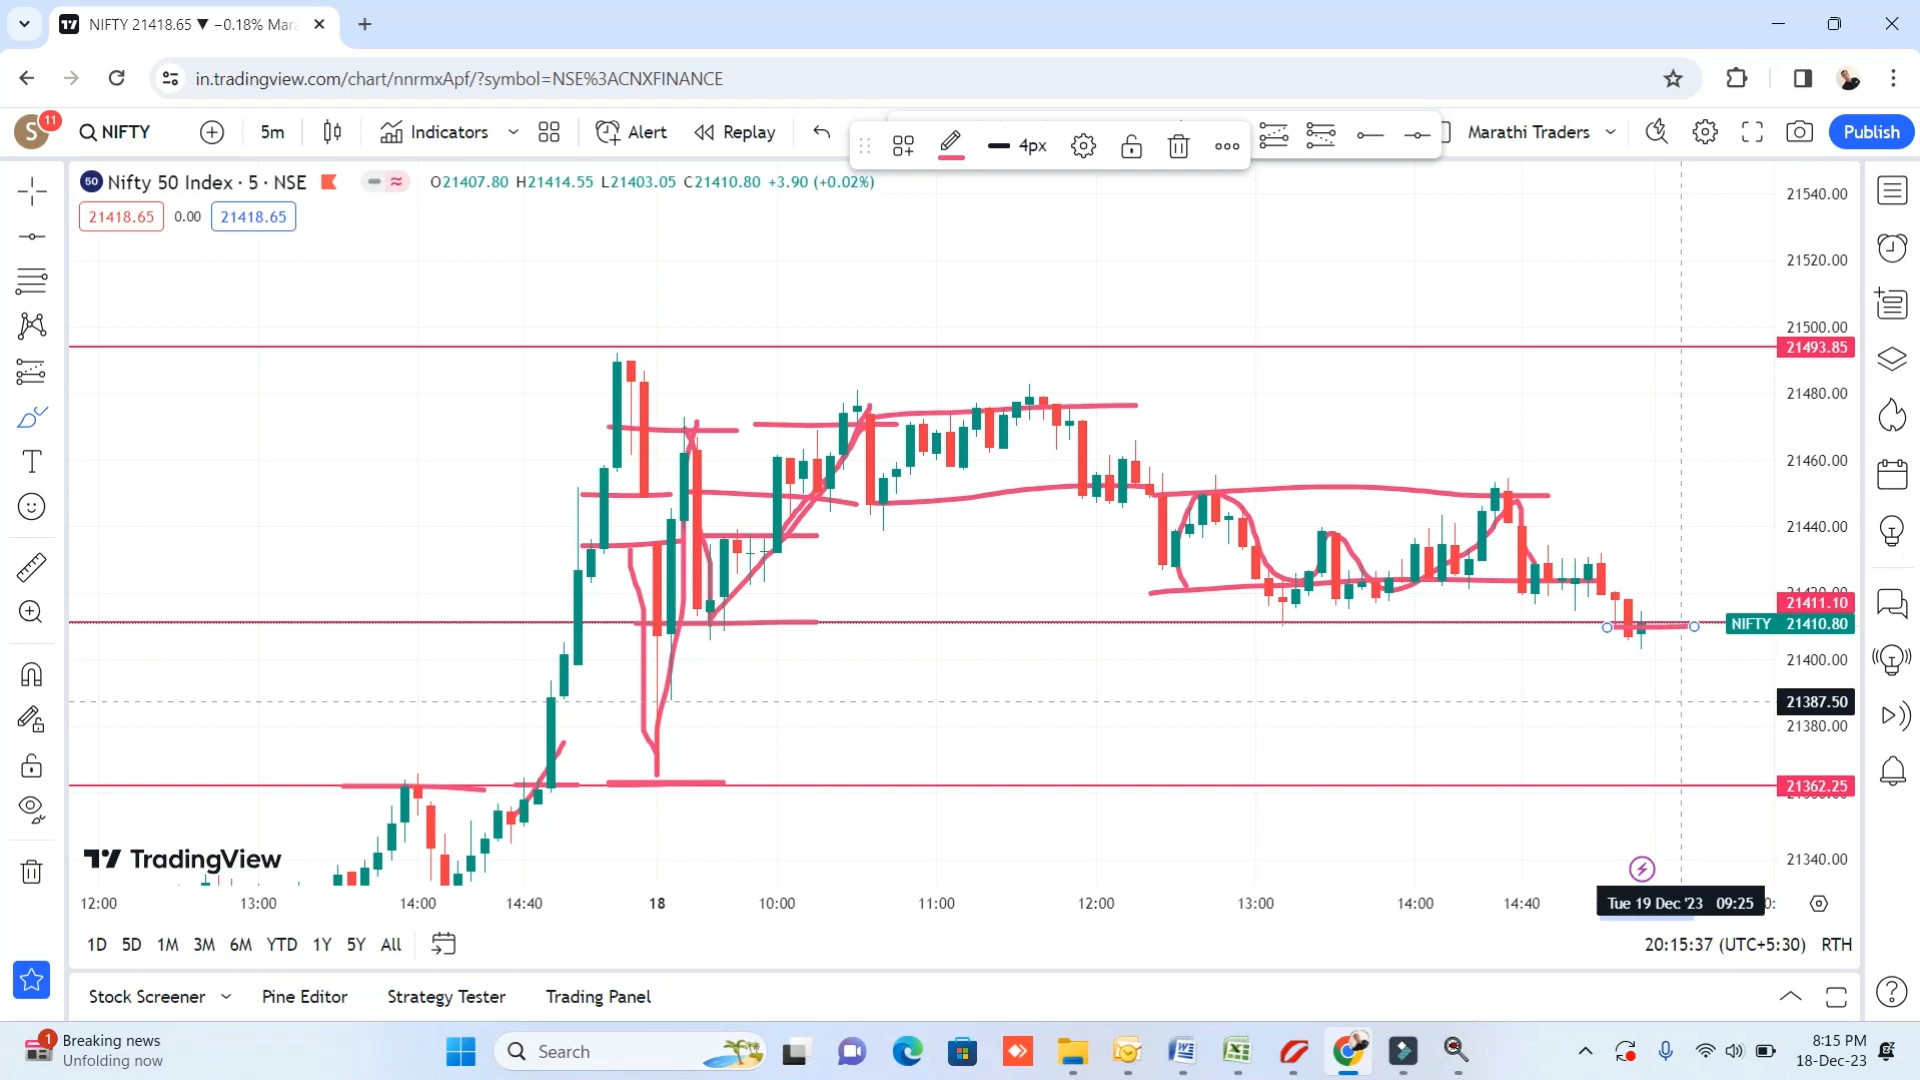 NIFTY 21418.65 ▼ −0.18% Mara
in.tradingview.com/chart/nnrmxApf/?symbol=NSE%3ACNXFINANCE
S
11
NIFTY
5m
Indicators
Alert
Replay
4px
Marathi Traders
Publish
50
Nifty 50 Index · 5 · NSE
O21407.80 H21414.55 L21403.05 C21410.80 +3.90 (+0.02%)
21418.65
0.00
21418.65
21540.00
21520.00
21500.00
21493.85
21480.00
21460.00
21440.00
21411.10
NIFTY 21410.80
21400.00
21387.50
21380.00
21362.25
21340.00
TradingView
12:00
13:00
14:00
14:40
18
10:00
11:00
12:00
13:00
14:00
14:40
Tue 19 Dec '23 09:25
1D 5D 1M 3M 6M YTD 1Y 5Y All
20:15:37 (UTC+5:30) RTH
Stock Screener
Pine Editor
Strategy Tester
Trading Panel
1
Breaking news
Unfolding now
Search
8:15 PM
18-Dec-23